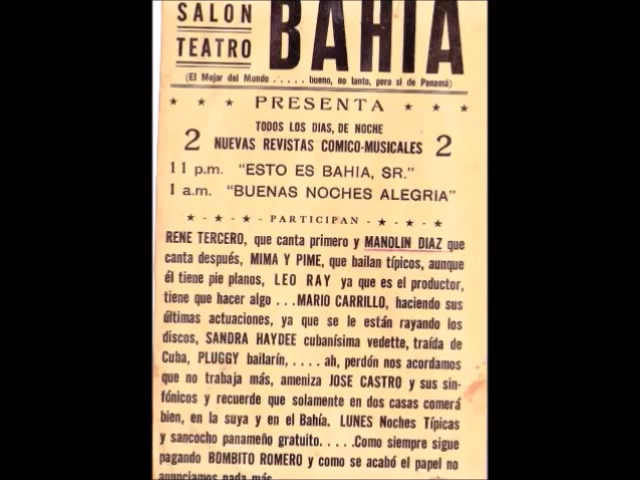 SALON
TEATRO
BAHIA
(El Mejor del Mundo . . . . . bueno, no tanto, pero si de Panamá)
★ ★ ★ PRESENTA ★ ★ ★
TODOS LOS DIAS, DE NOCHE
2 NUEVAS REVISTAS COMICO-MUSICALES 2
11 p.m. "ESTO ES BAHIA, SR."
1 a.m. "BUENAS NOCHES ALEGRIA"
★ - ★ - ★ - PARTICIPAN - ★ - ★ - ★
RENE TERCERO, que canta primero y MANOLIN DIAZ que
canta después, MIMA Y PIME, que bailan típicos, aunque
él tiene pie planos, LEO RAY ya que es el productor,
tiene que hacer algo . . . MARIO CARRILLO, haciendo sus
últimas actuaciones, ya que se le están rayando los
discos, SANDRA HAYDEE cubanísima vedette, traída de
Cuba, PLUGGY bailarín, . . . . ah, perdón nos acordamos
que no trabaja más, ameniza JOSE CASTRO y sus sin-
fónicos y recuerde que solamente en dos casas comerá
bien, en la suya y en el Bahía. LUNES Noches Típicas
y sancocho panameño gratuito. . . . .Como siempre sigue
pagando BOMBITO ROMERO y como se acabó el papel no
anunciamos nada más